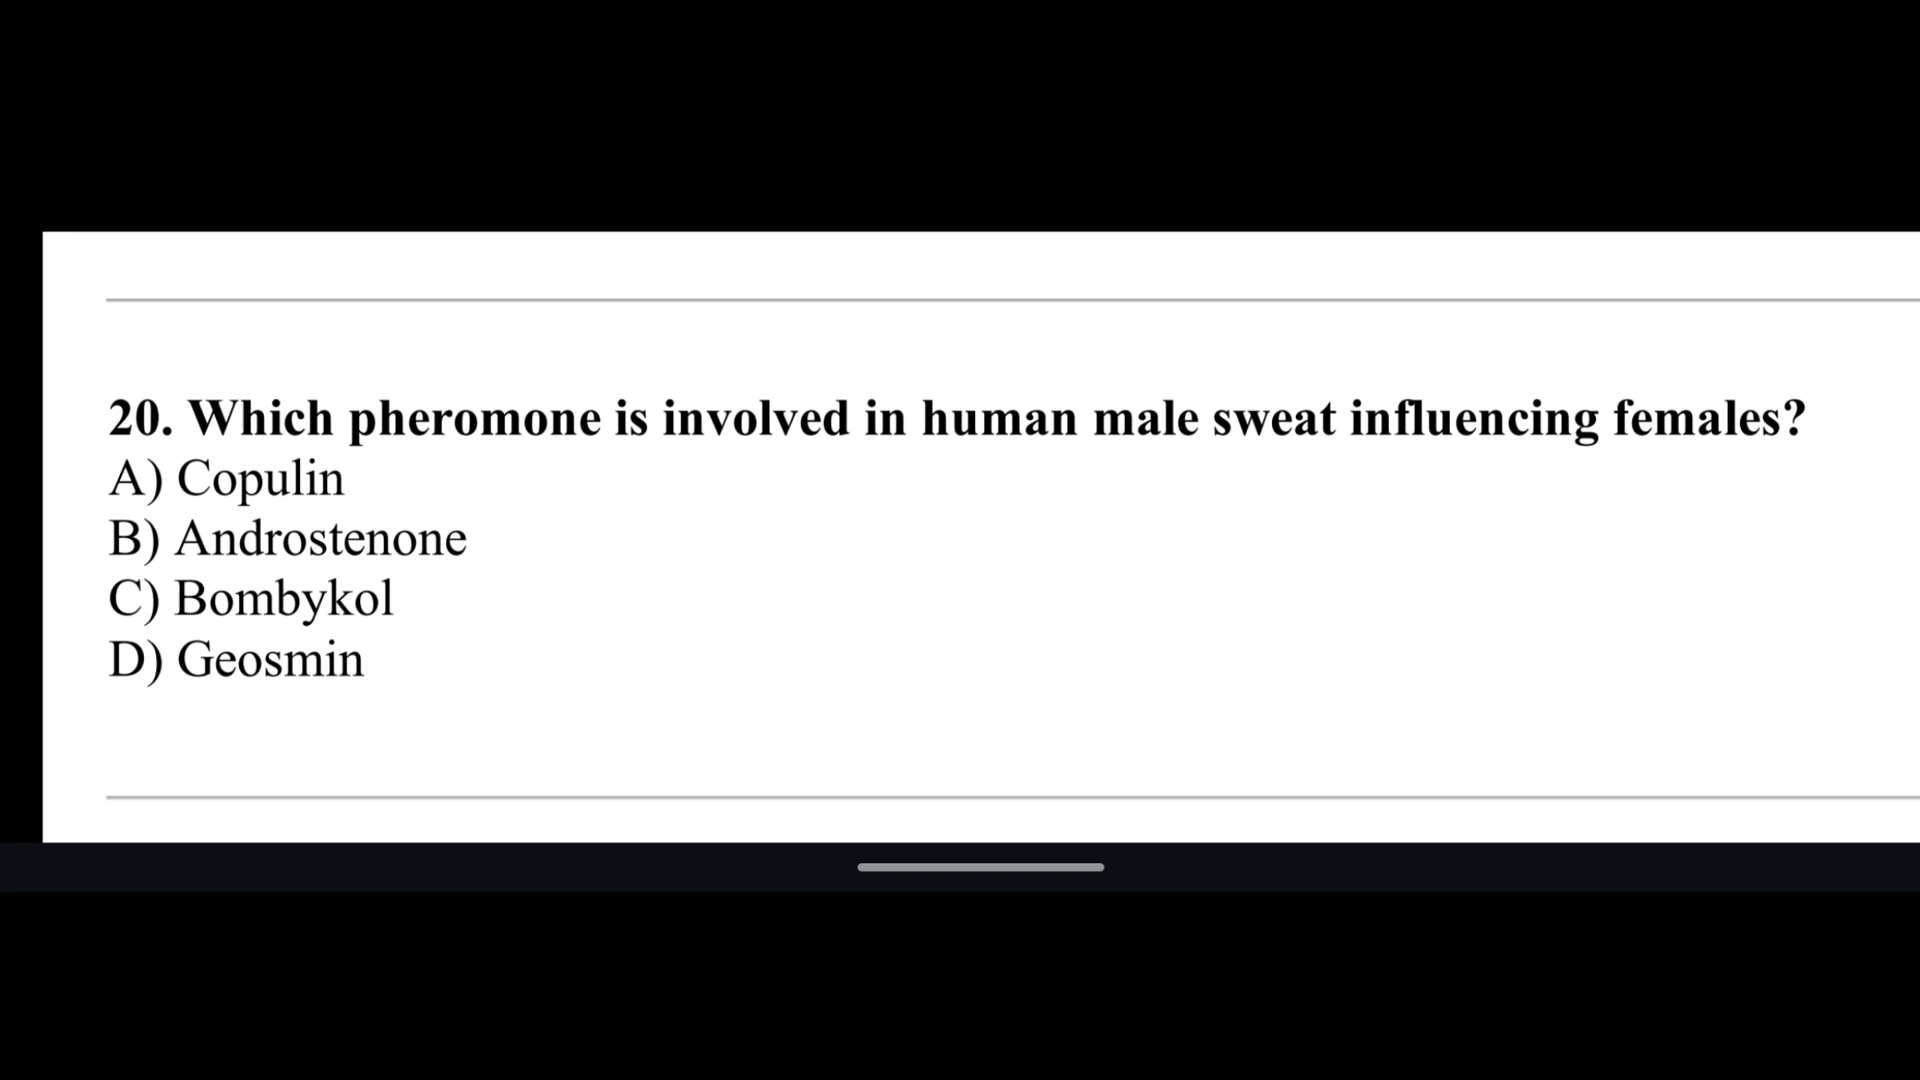 20. Which pheromone is involved in human male sweat influencing females?
A) Copulin
B) Androstenone
C) Bombykol
D) Geosmin